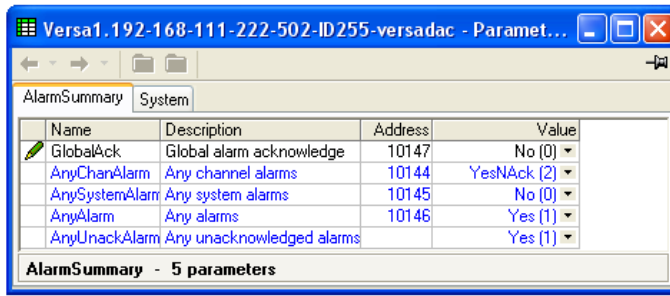 Versa1.192-168-111-222-502-ID255-versadac - Paramet...
AlarmSummary System
Name Description Address Value
GlobalAck Global alarm acknowledge 10147 No (0)
AnyChanAlarm Any channel alarms 10144 YesNAck (2)
AnySystemAlarm Any system alarms 10145 No (0)
AnyAlarm Any alarms 10146 Yes (1)
AnyUnackAlarm Any unacknowledged alarms Yes (1)
AlarmSummary - 5 parameters